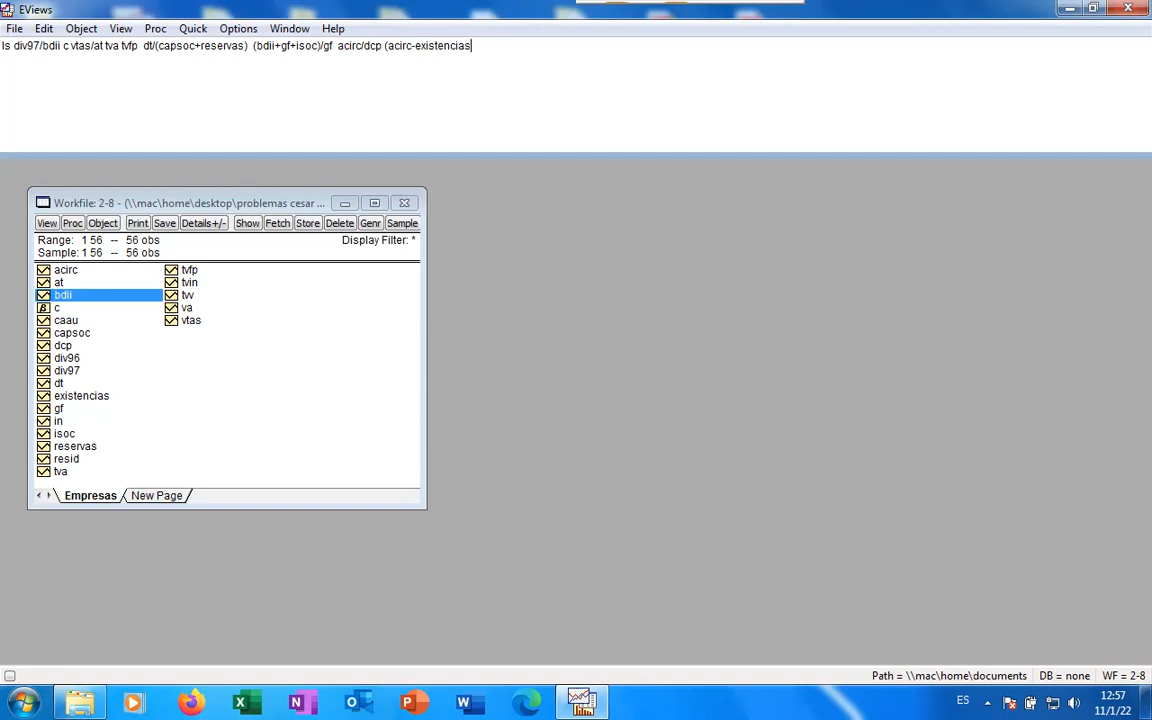 EViews
File Edit Object View Proc Quick Options Window Help
ls div97/bdii c vtas/at tva tvfp dt/(capsoc+reservas) (bdii+gf+isoc)/gf acirc/dcp (acirc-existencias
Workfile: 2-8 - (\\mac\home\desktop\problemas cesar ...
View Proc Object Print Save Details+/- Show Fetch Store Delete Genr Sample
Range: 1 56 -- 56 obs Display Filter: *
Sample: 1 56 -- 56 obs
acirc
at
bdii
c
caau
capsoc
dcp
div96
div97
dt
existencias
gf
in
isoc
reservas
resid
tva
tvfp
tvin
tvv
va
vtas
Empresas New Page
Path = \\mac\home\documents DB = none WF = 2-8
ES 12:57
11/1/22